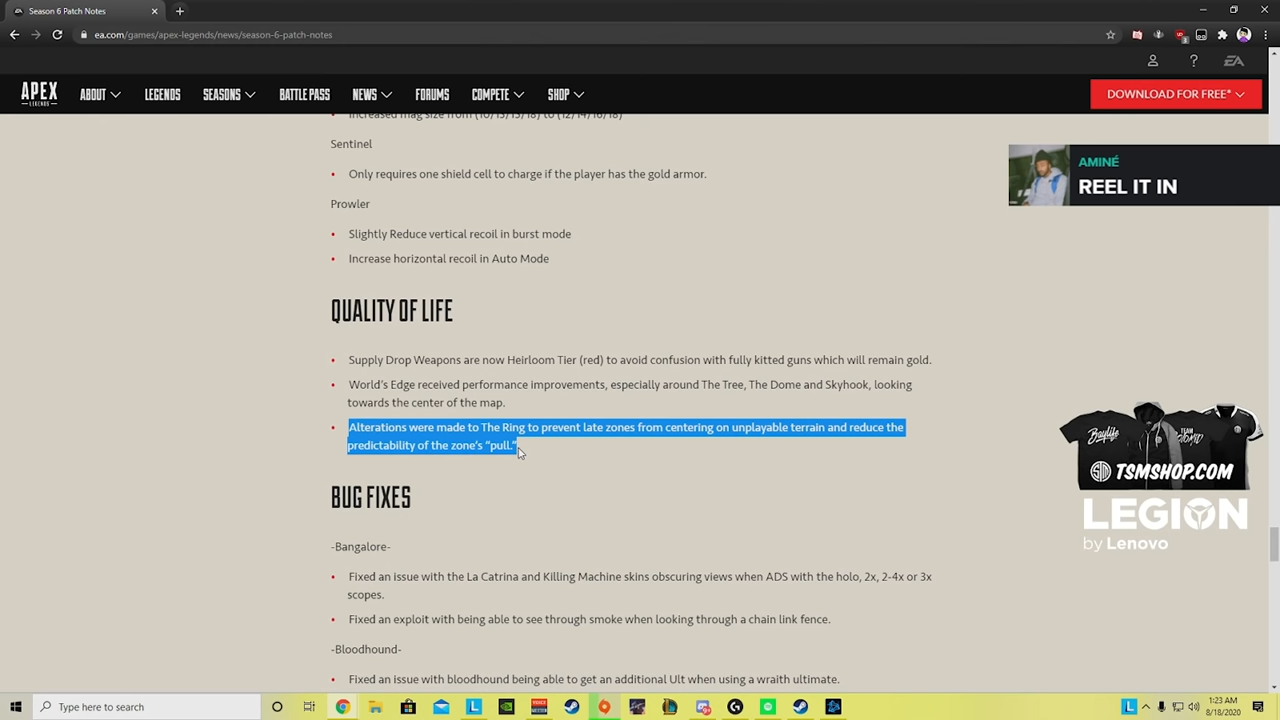 Season 6 Patch Notes
ea.com/games/apex-legends/news/season-6-patch-notes
APEX LEGENDS
ABOUT
LEGENDS
SEASONS
BATTLE PASS
NEWS
FORUMS
COMPETE
SHOP
DOWNLOAD FOR FREE*
Increased mag size from (10/13/15/18) to (12/14/16/18)
Sentinel
AMINÉ
REEL IT IN
• Only requires one shield cell to charge if the player has the gold armor.
Prowler
• Slightly Reduce vertical recoil in burst mode
• Increase horizontal recoil in Auto Mode
QUALITY OF LIFE
• Supply Drop Weapons are now Heirloom Tier (red) to avoid confusion with fully kitted guns which will remain gold.
• World's Edge received performance improvements, especially around The Tree, The Dome and Skyhook, looking
towards the center of the map.
• Alterations were made to The Ring to prevent late zones from centering on unplayable terrain and reduce the
predictability of the zone's “pull.”
TSMSHOP.COM
LEGION
by Lenovo
BUG FIXES
-Bangalore-
• Fixed an issue with the La Catrina and Killing Machine skins obscuring views when ADS with the holo, 2x, 2-4x or 3x
scopes.
• Fixed an exploit with being able to see through smoke when looking through a chain link fence.
-Bloodhound-
• Fixed an issue with bloodhound being able to get an additional Ult when using a wraith ultimate.
Type here to search
1:23 AM
8/18/2020